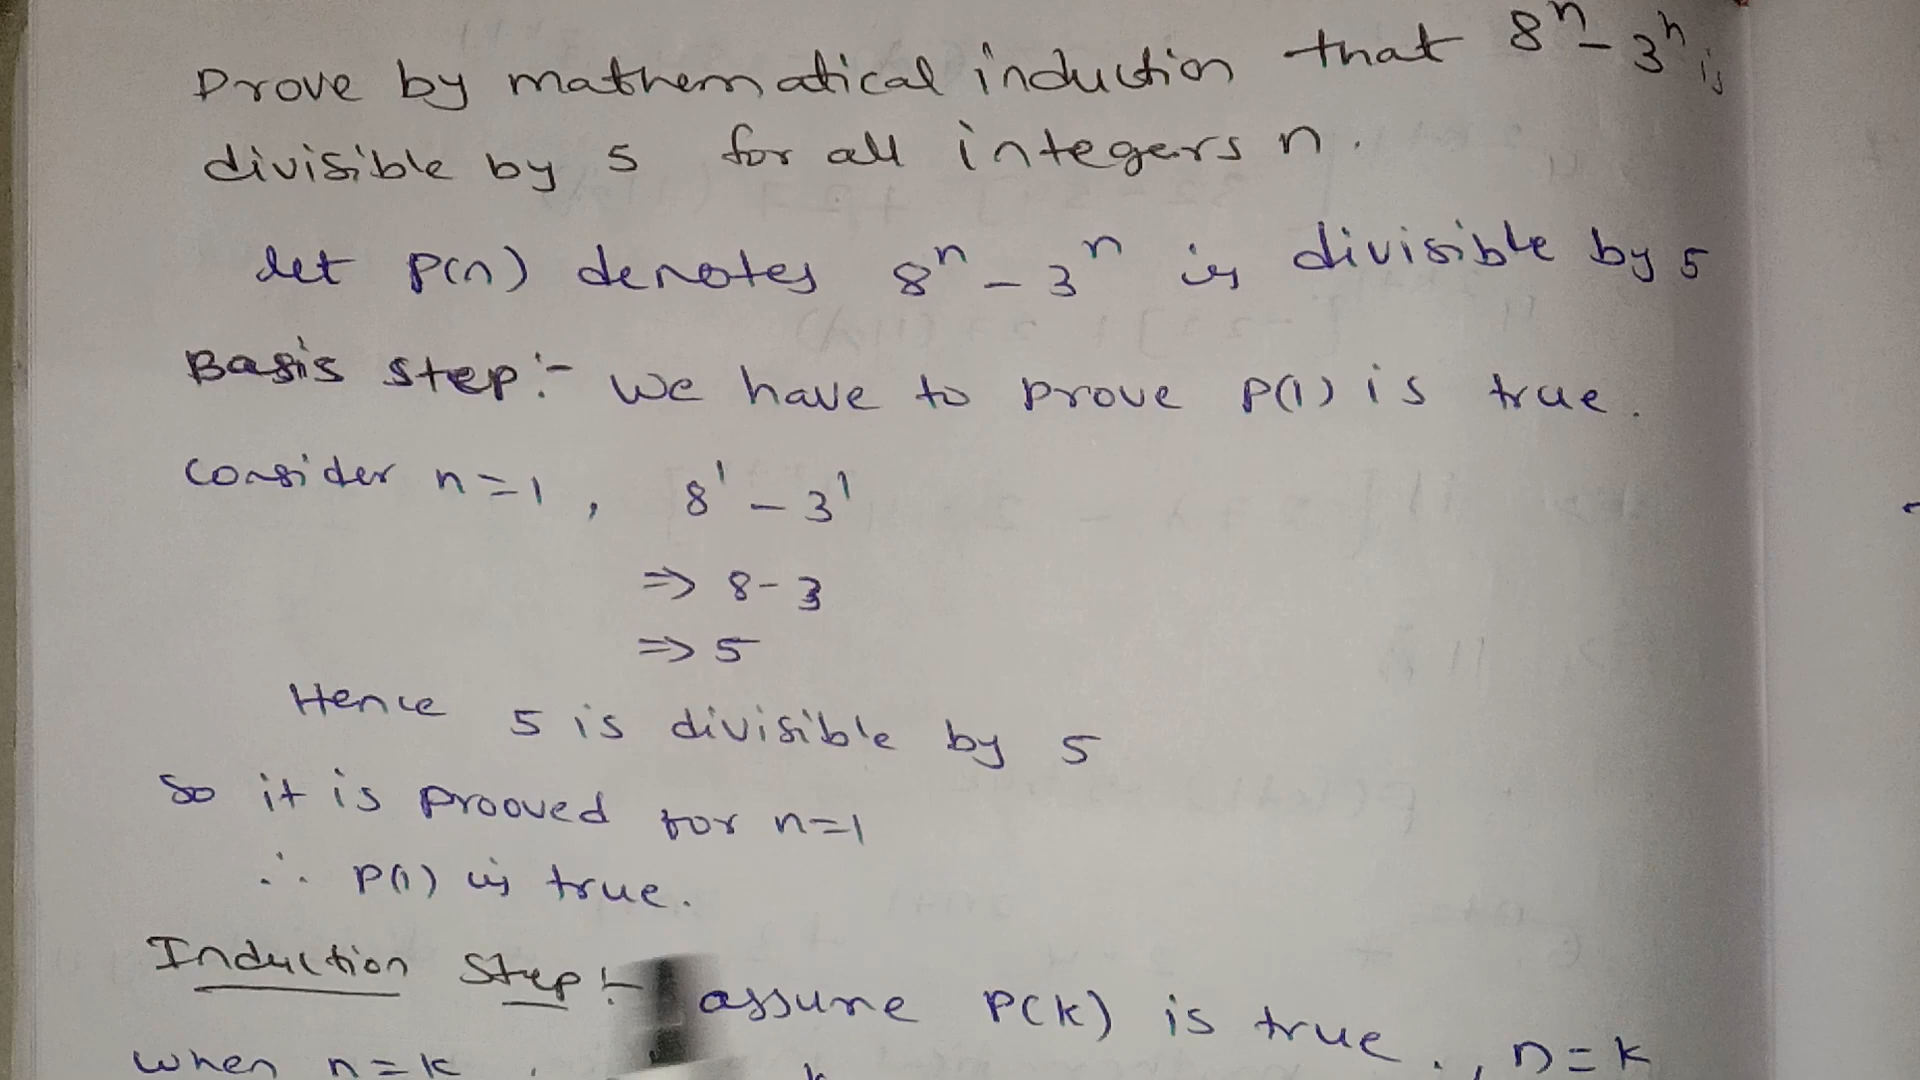 Prove by mathematical induction that 8ⁿ - 3ⁿ is
divisible by 5 for all integers n.
let P(n) denotes 8ⁿ - 3ⁿ is divisible by 5
Basis step:- We have to prove P(1) is true.
Consider n=1, 8¹ - 3¹
⇒ 8-3
⇒ 5
Hence 5 is divisible by 5
So it is prooved for n=1
∴ P(1) is true.
Induction Step:- assume P(k) is true., n=k
when n=k